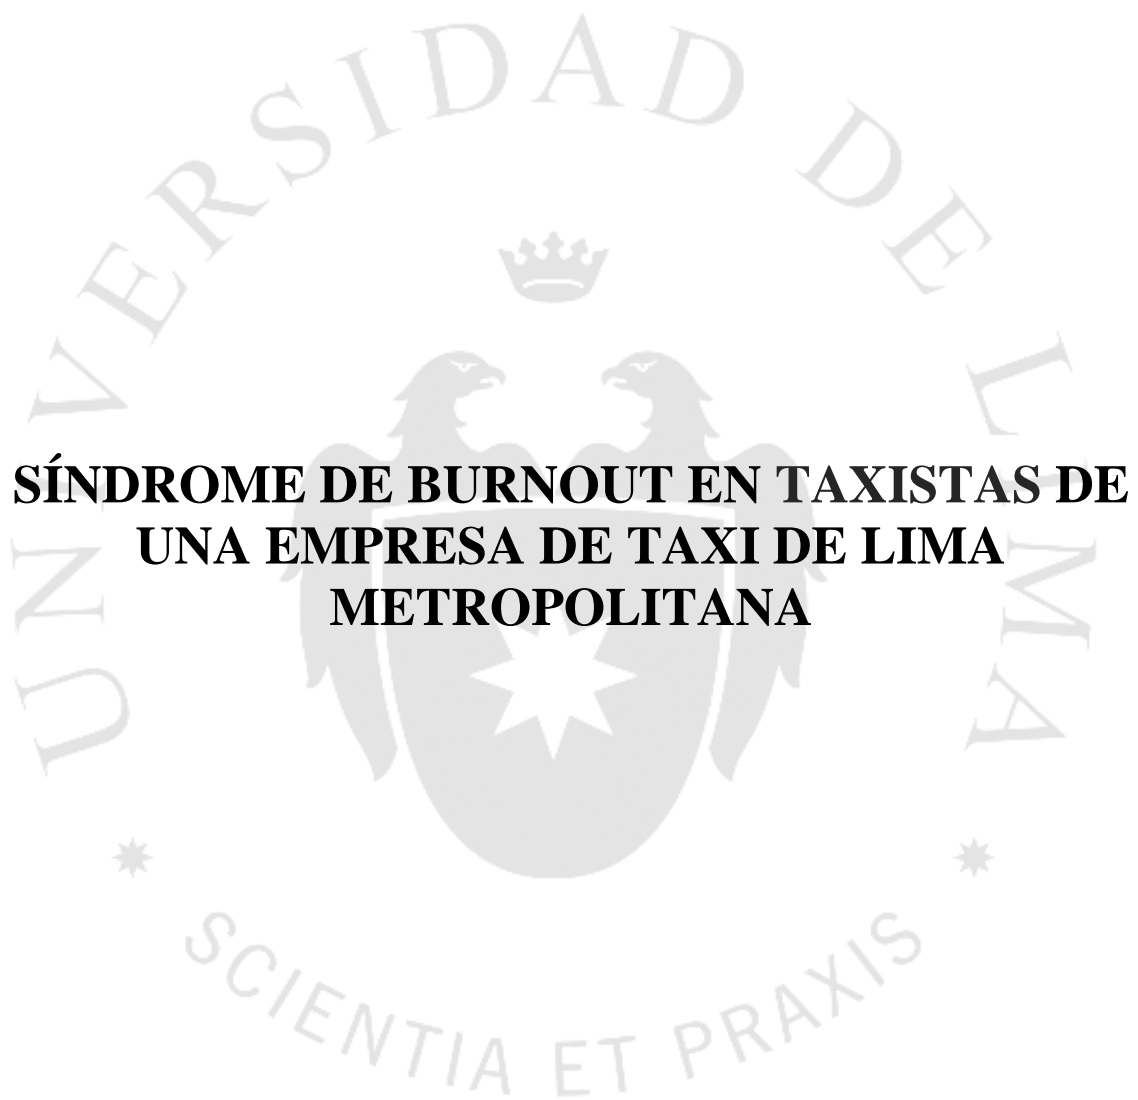 UNIVERSIDAD DE LIMA
SÍNDROME DE BURNOUT EN TAXISTAS DE
UNA EMPRESA DE TAXI DE LIMA
METROPOLITANA
SCIENTIA ET PRAXIS